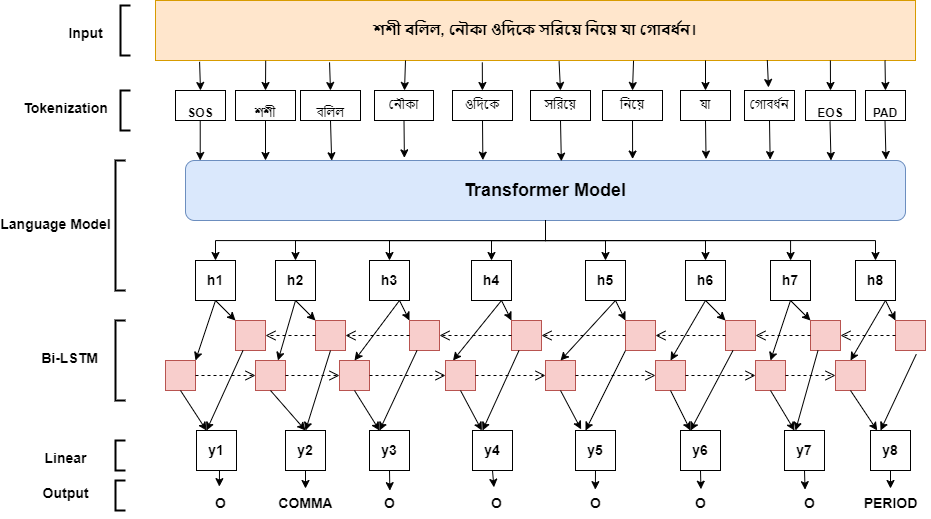 Input
শশী বলিল, নৌকা ওদিকে সরিয়ে নিয়ে যা গোবর্ধন।
Tokenization
SOS শশী বলিল নৌকা ওদিকে সরিয়ে নিয়ে যা গোবর্ধন EOS PAD
Language Model
Transformer Model
h1 h2 h3 h4 h5 h6 h7 h8
Bi-LSTM
Linear
y1 y2 y3 y4 y5 y6 y7 y8
Output
O COMMA O O O O O PERIOD